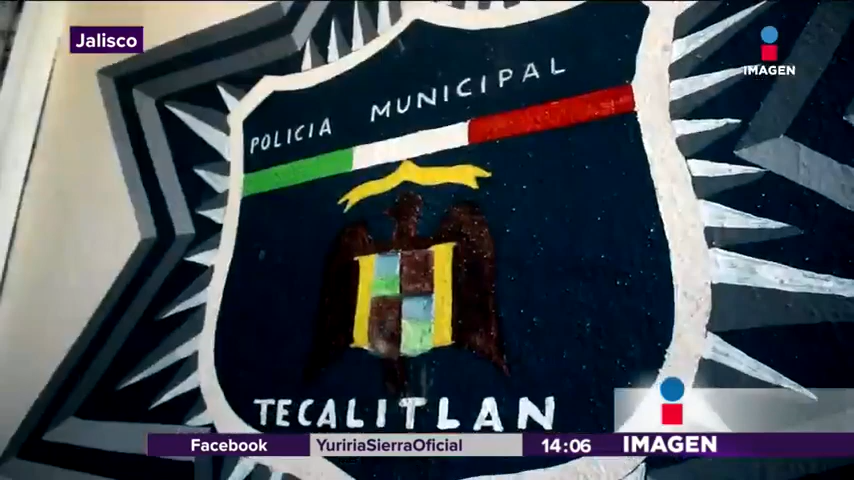 Jalisco
IMAGEN
POLICIA MUNICIPAL
TECALITLAN
Facebook YuririaSierraOficial 14:06 IMAGEN